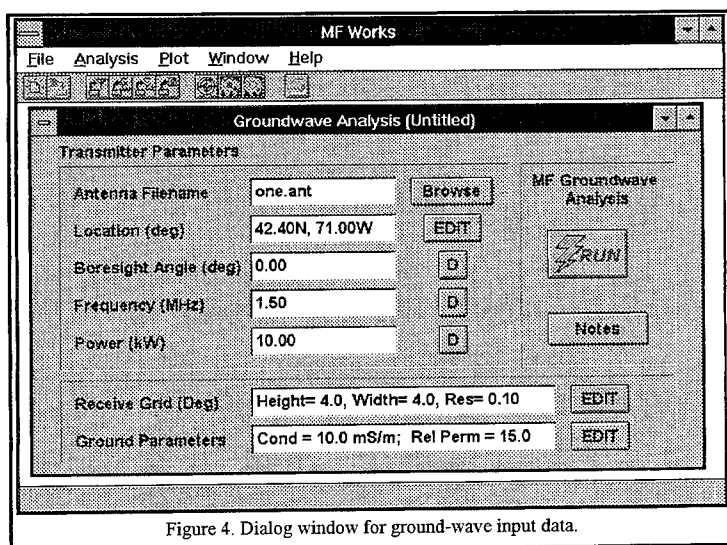 MF Works
File Analysis Plot Window Help
Groundwave Analysis (Untitled)
Transmitter Parameters
Antenna Filename one.ant Browse
Location (deg) 42.40N, 71.00W EDIT
Boresight Angle (deg) 0.00 D
Frequency (MHz) 1.50 D
Power (kW) 10.00 D
MF Groundwave
Analysis
RUN
Notes
Receive Grid (Deg) Height= 4.0, Width= 4.0, Res= 0.10 EDIT
Ground Parameters Cond = 10.0 mS/m; Rel Perm = 15.0 EDIT
Figure 4. Dialog window for ground-wave input data.